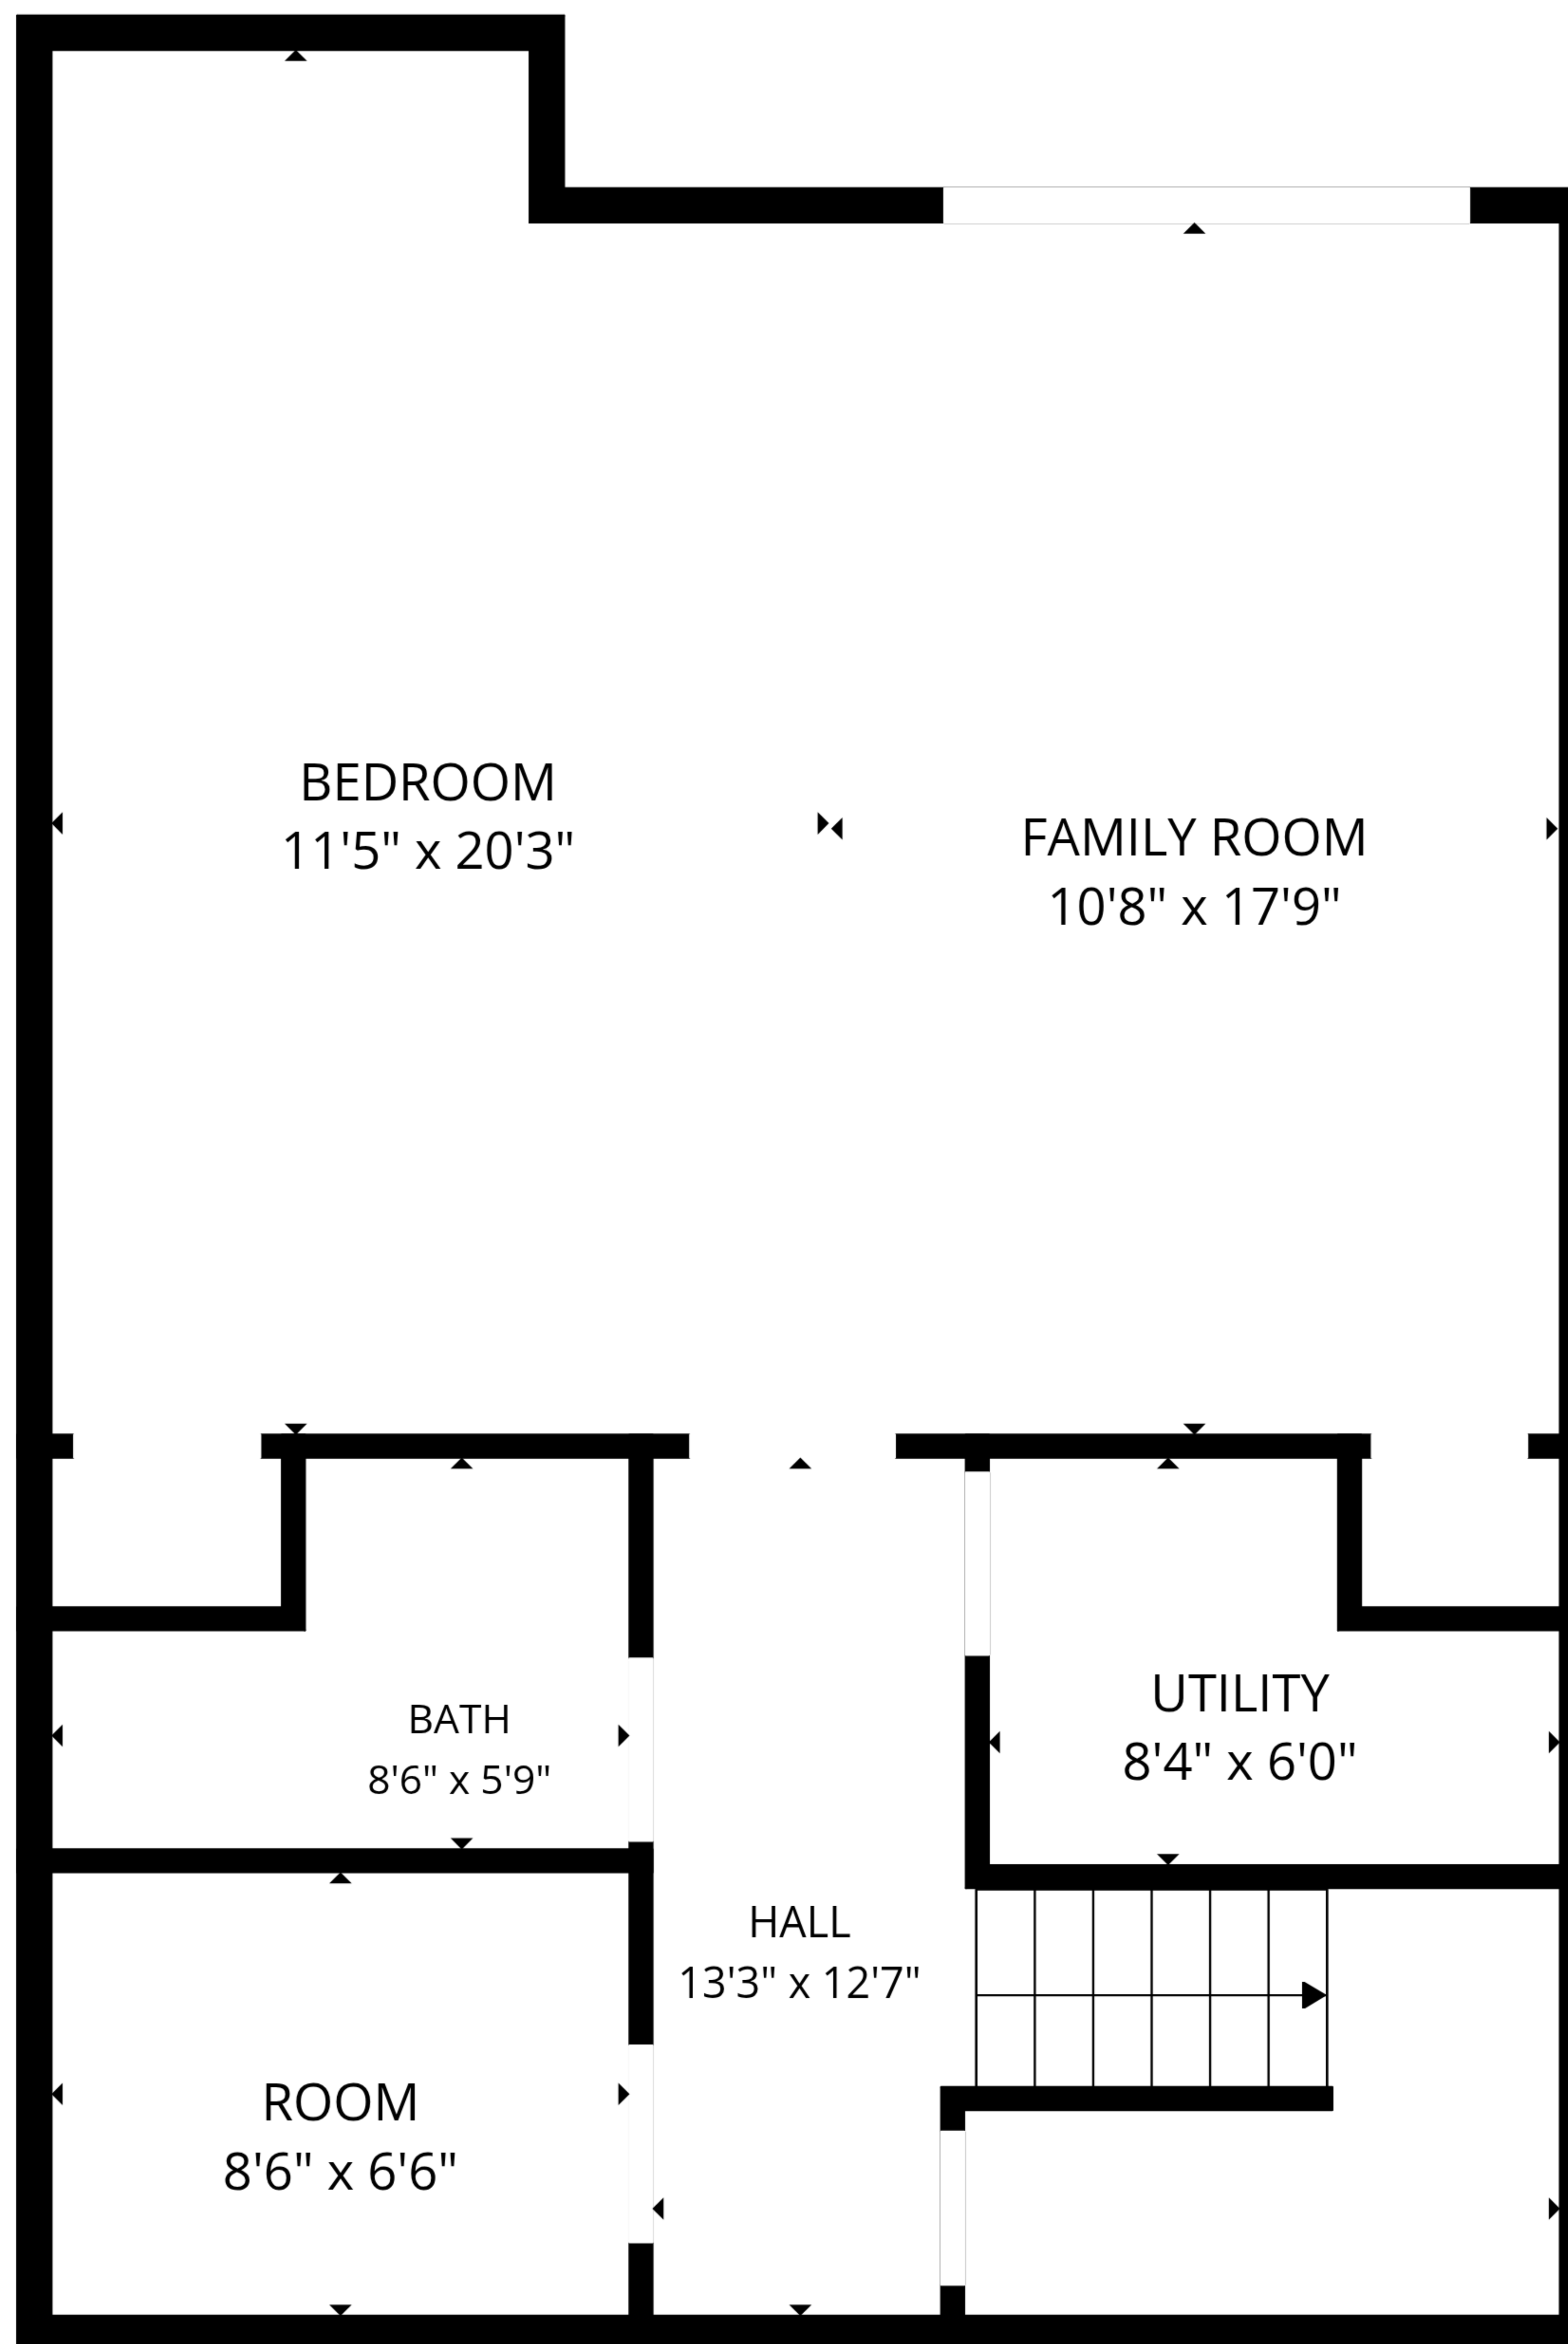 BEDROOM
11'5" x 20'3"
FAMILY ROOM
10'8" x 17'9"
BATH
8'6" x 5'9"
UTILITY
8'4" x 6'0"
HALL
13'3" x 12'7"
ROOM
8'6" x 6'6"